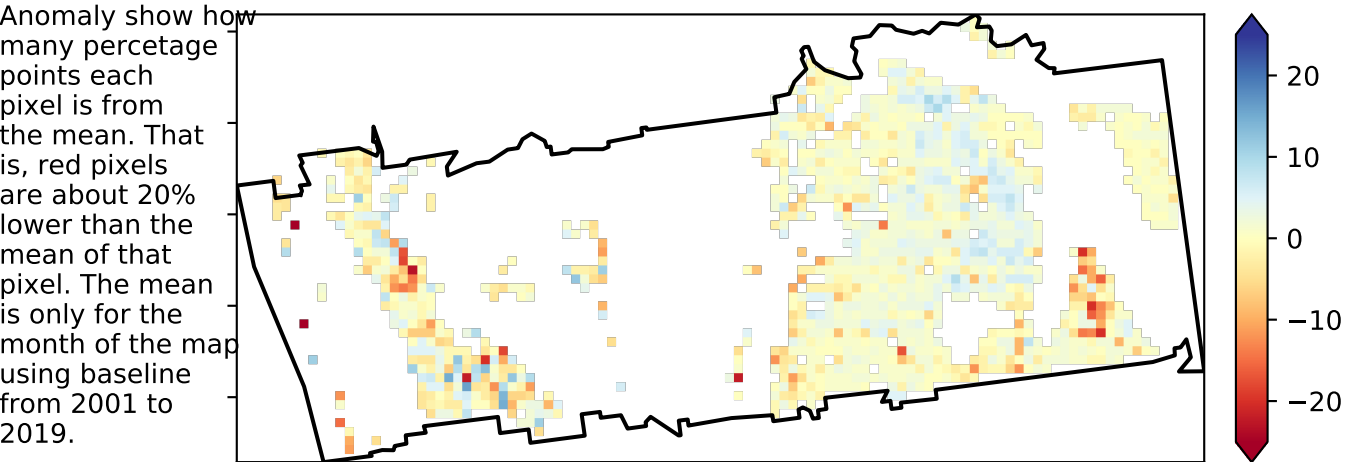 Anomaly show how
many percetage
points each
pixel is from
the mean. That
is, red pixels
are about 20%
lower than the
mean of that
pixel. The mean
is only for the
month of the map
using baseline
from 2001 to
2019.
20
10
0
−10
−20